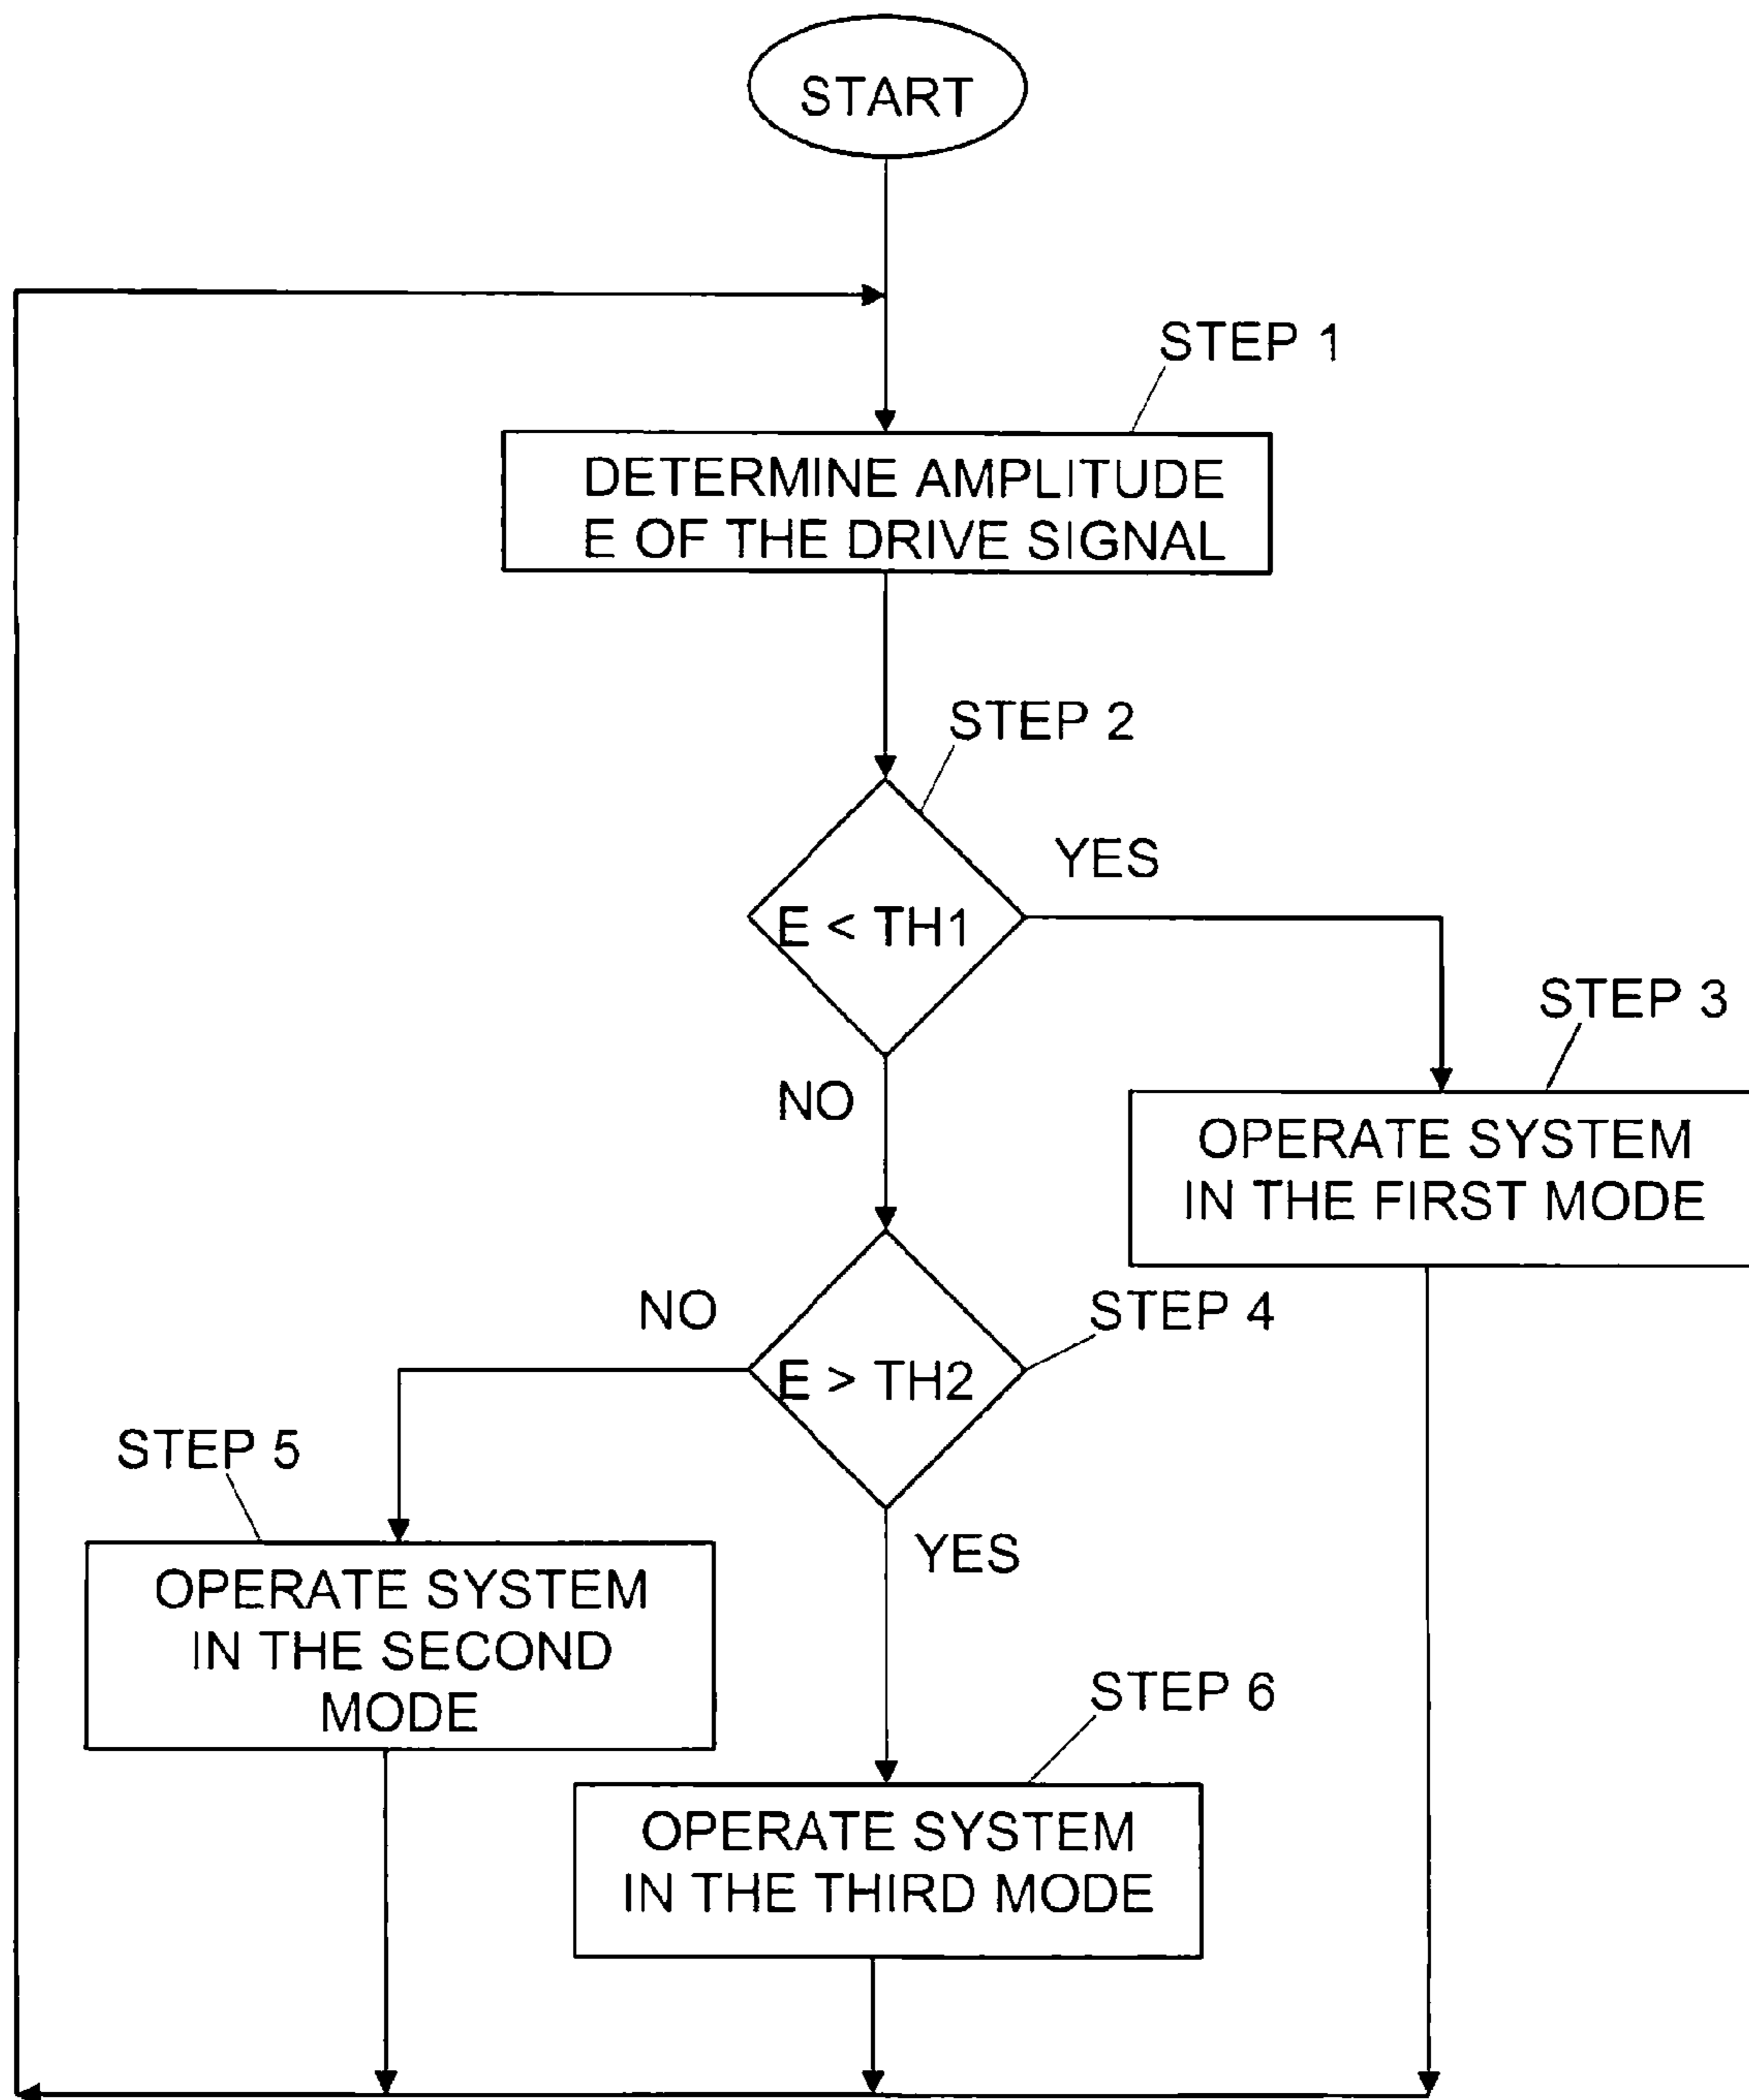 START
STEP 1
DETERMINE AMPLITUDE
E OF THE DRIVE SIGNAL
STEP 2
YES
E < TH1
STEP 3
NO
OPERATE SYSTEM
IN THE FIRST MODE
NO
STEP 4
E > TH2
STEP 5
YES
OPERATE SYSTEM
IN THE SECOND
MODE
STEP 6
OPERATE SYSTEM
IN THE THIRD MODE